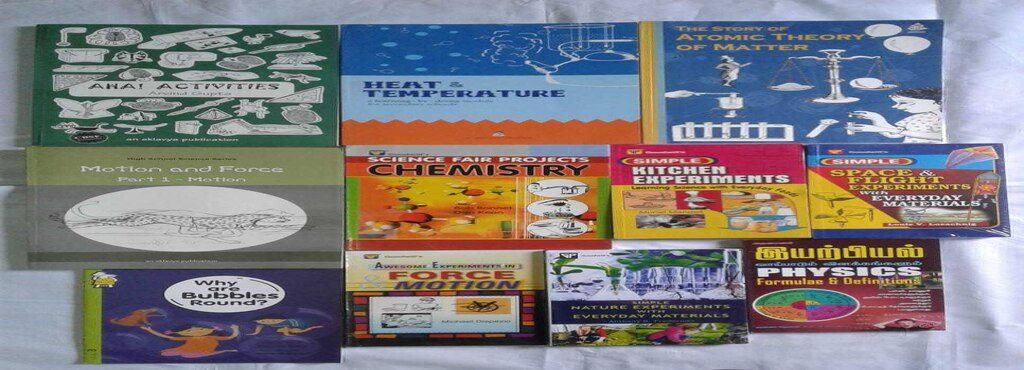 AHA! ACTIVITIES
Arvind Gupta
an eklavya publication
HEAT &
TEMPERATURE
THE STORY OF
ATOMIC THEORY
OF MATTER
High School Science Series
Motion and Force
Part 1 - Motion
an eklavya publication
SCIENCE FAIR PROJECTS
CHEMISTRY
SIMPLE
KITCHEN
EXPERIMENTS
Learning Science with Everyday Foods
SIMPLE
SPACE &
FLIGHT
EXPERIMENTS
with
EVERYDAY
MATERIALS
Louis V. Loeschnig
Why
are
Bubbles
Round?
AWESOME EXPERIMENTS IN
FORCE
& MOTION
Michael DiSpezio
SIMPLE
NATURE EXPERIMENTS
WITH
EVERYDAY MATERIALS
இயற்பியல்
PHYSICS
Formulae & Definitions